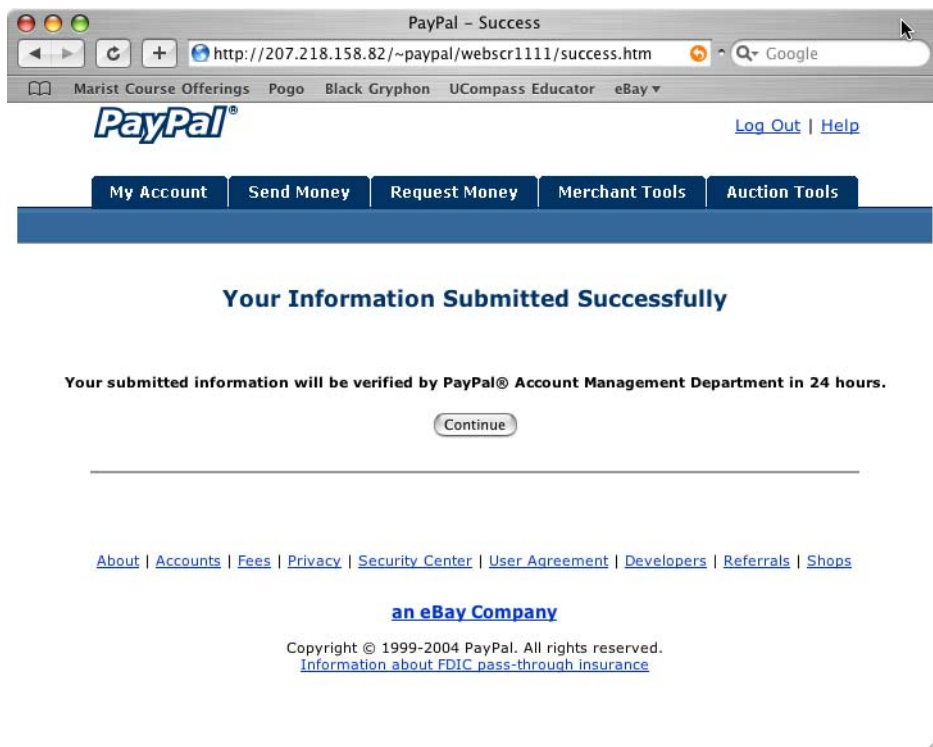 PayPal – Success
http://207.218.158.82/~paypal/webscr1111/success.htm Google
Marist Course Offerings Pogo Black Gryphon UCompass Educator eBay
PayPal®
Log Out | Help
My Account Send Money Request Money Merchant Tools Auction Tools
Your Information Submitted Successfully
Your submitted information will be verified by PayPal® Account Management Department in 24 hours.
Continue
About | Accounts | Fees | Privacy | Security Center | User Agreement | Developers | Referrals | Shops
an eBay Company
Copyright © 1999-2004 PayPal. All rights reserved.
Information about FDIC pass-through insurance